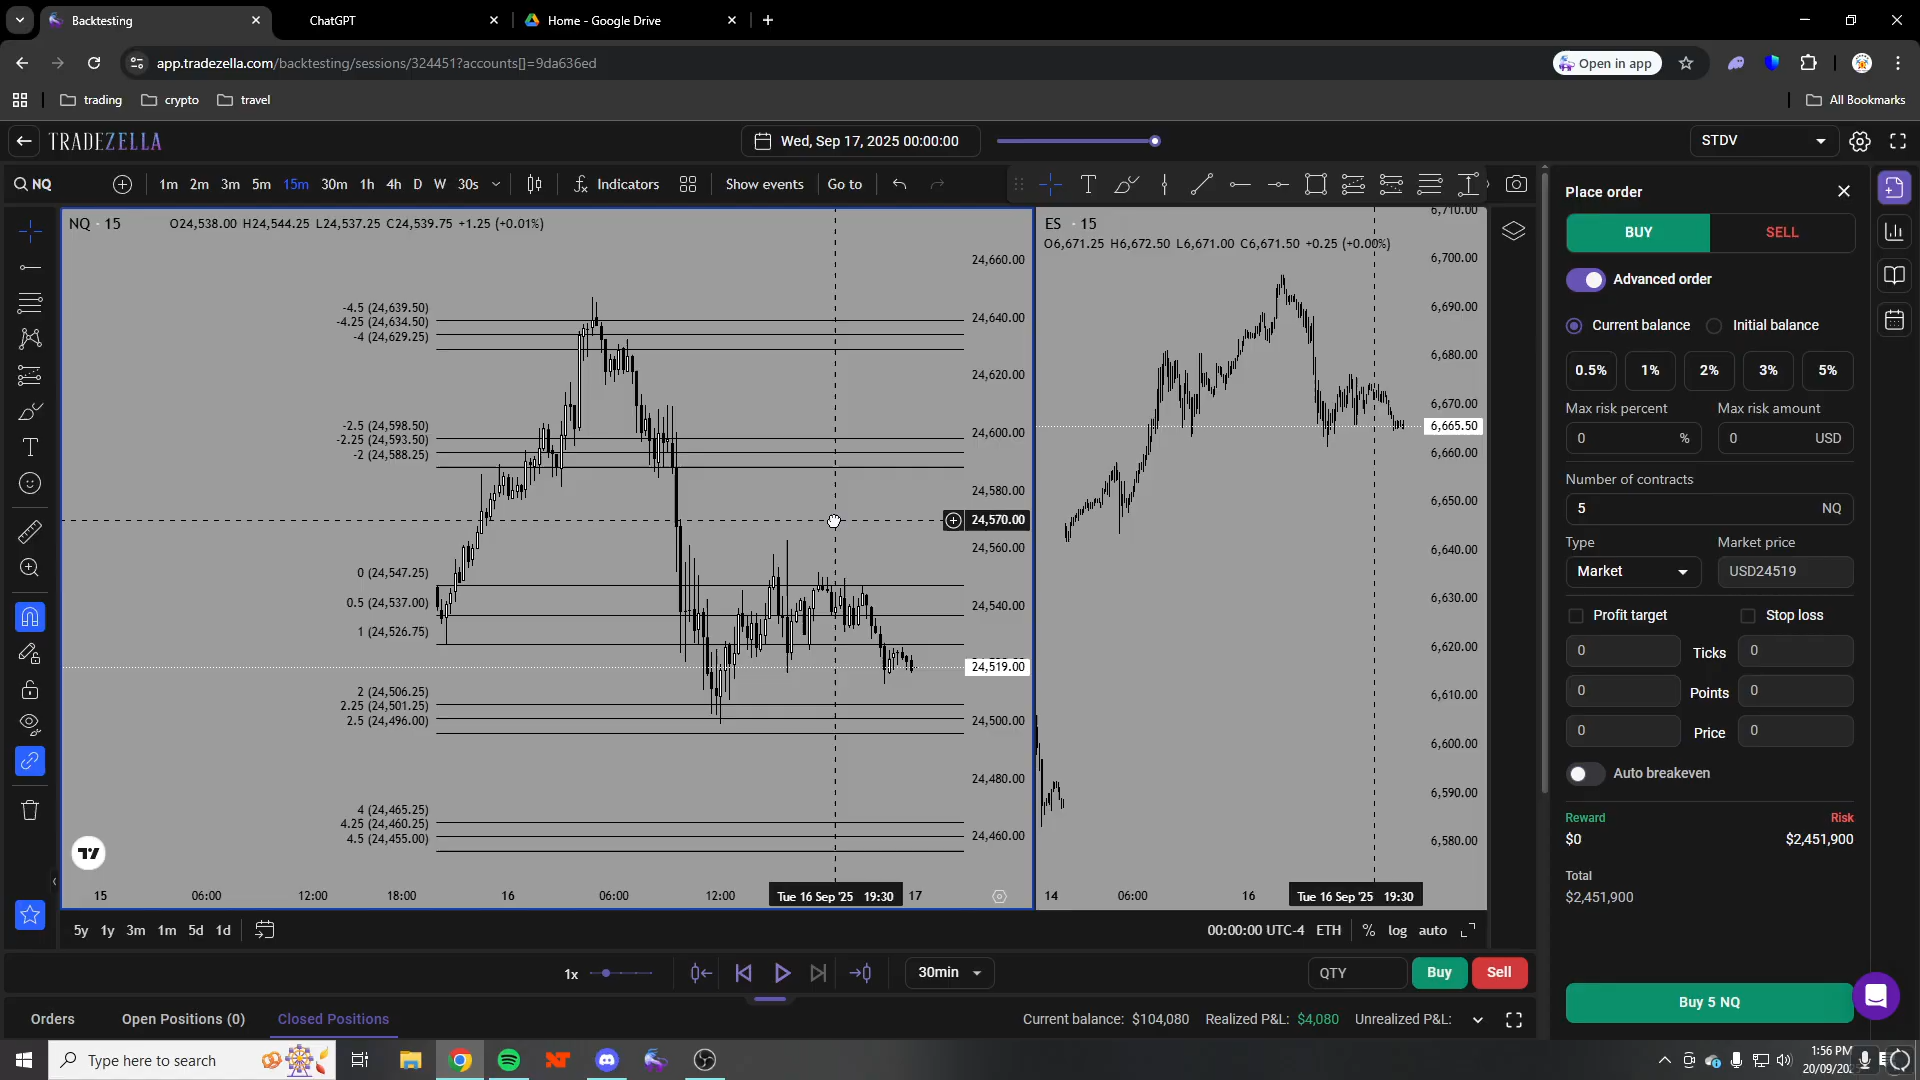 Backtesting
ChatGPT
Home - Google Drive
app.tradezella.com/backtesting/sessions/324451?accounts[]=9da636ed
Open in app
trading
crypto
travel
All Bookmarks
TRADEZELLA
Wed, Sep 17, 2025 00:00:00
STDV
NQ
1m 2m 3m 5m 15m 30m 1h 4h D W 30s
Indicators
Show events
Go to
NQ · 15
O24,538.00 H24,544.25 L24,537.25 C24,539.75 +1.25 (+0.01%)
24,660.00
24,640.00
24,620.00
24,600.00
24,580.00
24,570.00
24,560.00
24,540.00
24,519.00
24,500.00
24,480.00
24,460.00
-4.5 (24,639.50)
-4.25 (24,634.50)
-4 (24,629.25)
-2.5 (24,598.50)
-2.25 (24,593.50)
-2 (24,588.25)
0 (24,547.25)
0.5 (24,537.00)
1 (24,526.75)
2 (24,506.25)
2.25 (24,501.25)
2.5 (24,496.00)
4 (24,465.25)
4.25 (24,460.25)
4.5 (24,455.00)
15 06:00 12:00 18:00 16 06:00 12:00 Tue 16 Sep '25 19:30 17
ES · 15
O6,671.25 H6,672.50 L6,671.00 C6,671.50 +0.25 (+0.00%)
6,710.00
6,700.00
6,690.00
6,680.00
6,670.00
6,665.50
6,660.00
6,650.00
6,640.00
6,630.00
6,620.00
6,610.00
6,600.00
6,590.00
6,580.00
14 06:00 16 Tue 16 Sep '25 19:30
5y 1y 3m 1m 5d 1d
00:00:00 UTC-4 ETH % log auto
1x
30min
QTY
Buy
Sell
Orders
Open Positions (0)
Closed Positions
Current balance: $104,080 Realized P&L: $4,080 Unrealized P&L:
Place order
BUY
SELL
Advanced order
Current balance
Initial balance
0.5% 1% 2% 3% 5%
Max risk percent
Max risk amount
0 %
0 USD
Number of contracts
5 NQ
Type
Market price
Market
USD24519
Profit target
Stop loss
0 Ticks 0
0 Points 0
0 Price 0
Auto breakeven
Reward
Risk
$0
$2,451,900
Total
$2,451,900
Buy 5 NQ
Type here to search
1:56 PM